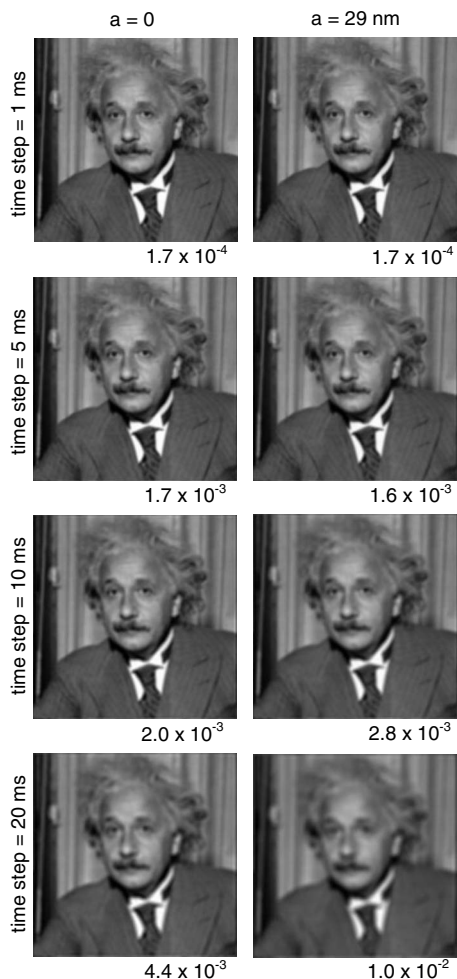 a = 0
a = 29 nm
time step = 1 ms
1.7 x 10⁻⁴
1.7 x 10⁻⁴
time step = 5 ms
1.7 x 10⁻³
1.6 x 10⁻³
time step = 10 ms
2.0 x 10⁻³
2.8 x 10⁻³
time step = 20 ms
4.4 x 10⁻³
1.0 x 10⁻²